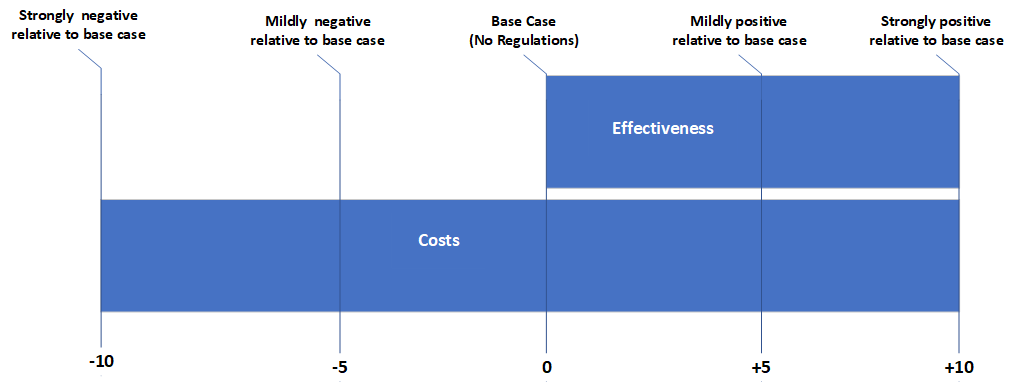 Strongly  negative
relative to base case
Mildly  negative
relative to base case
Base Case
(No Regulations)
Mildly positive
relative to base case
Strongly positive
relative to base case
Effectiveness
Costs
-10
-5
0
+5
+10